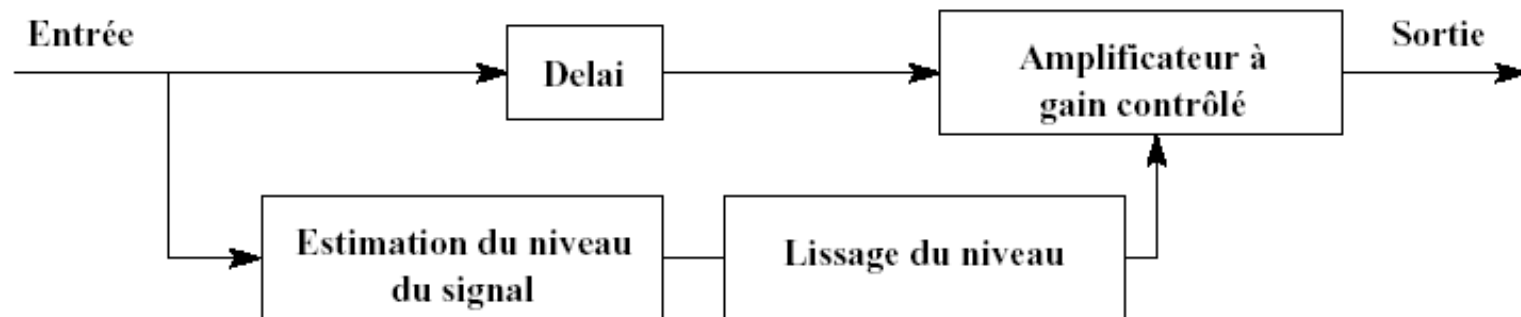 Entrée
Delai
Amplificateur à
gain contrôlé
Sortie
Estimation du niveau
du signal
Lissage du niveau